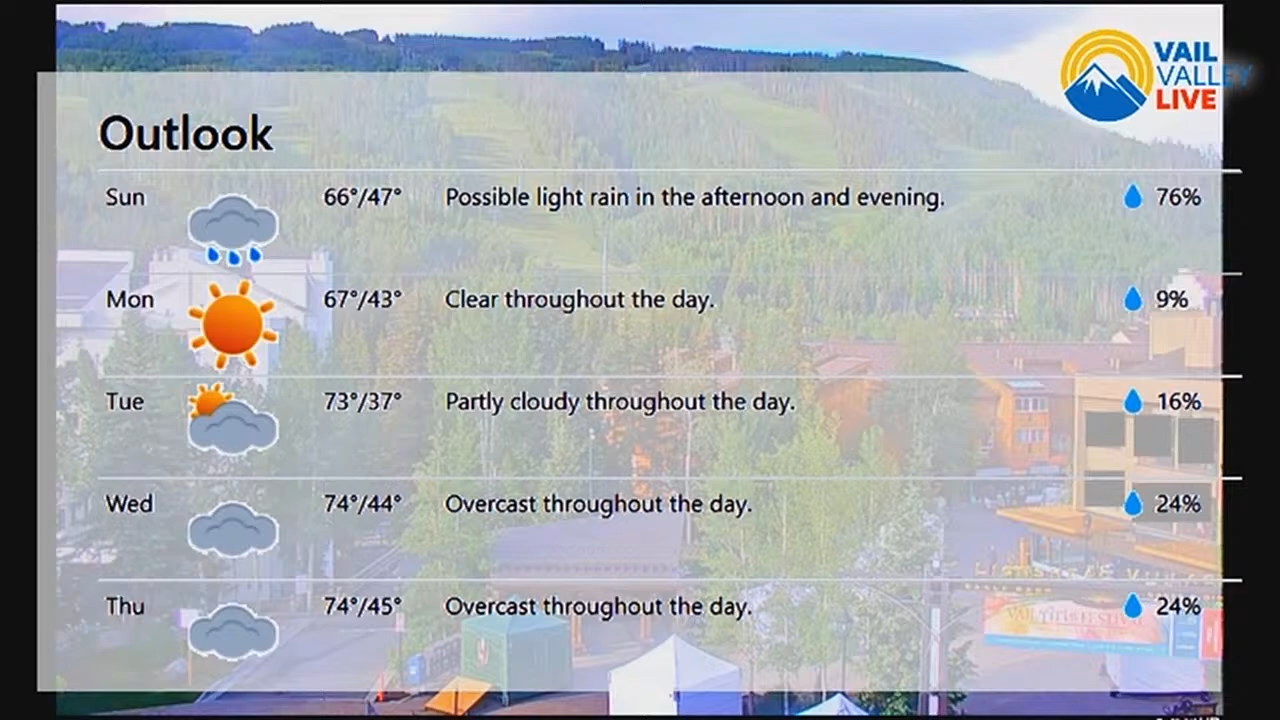 VAIL
VALLEY
LIVE
Outlook
Sun 66°/47° Possible light rain in the afternoon and evening. 76%
Mon 67°/43° Clear throughout the day. 9%
Tue 73°/37° Partly cloudy throughout the day. 16%
Wed 74°/44° Overcast throughout the day. 24%
Thu 74°/45° Overcast throughout the day. 24%